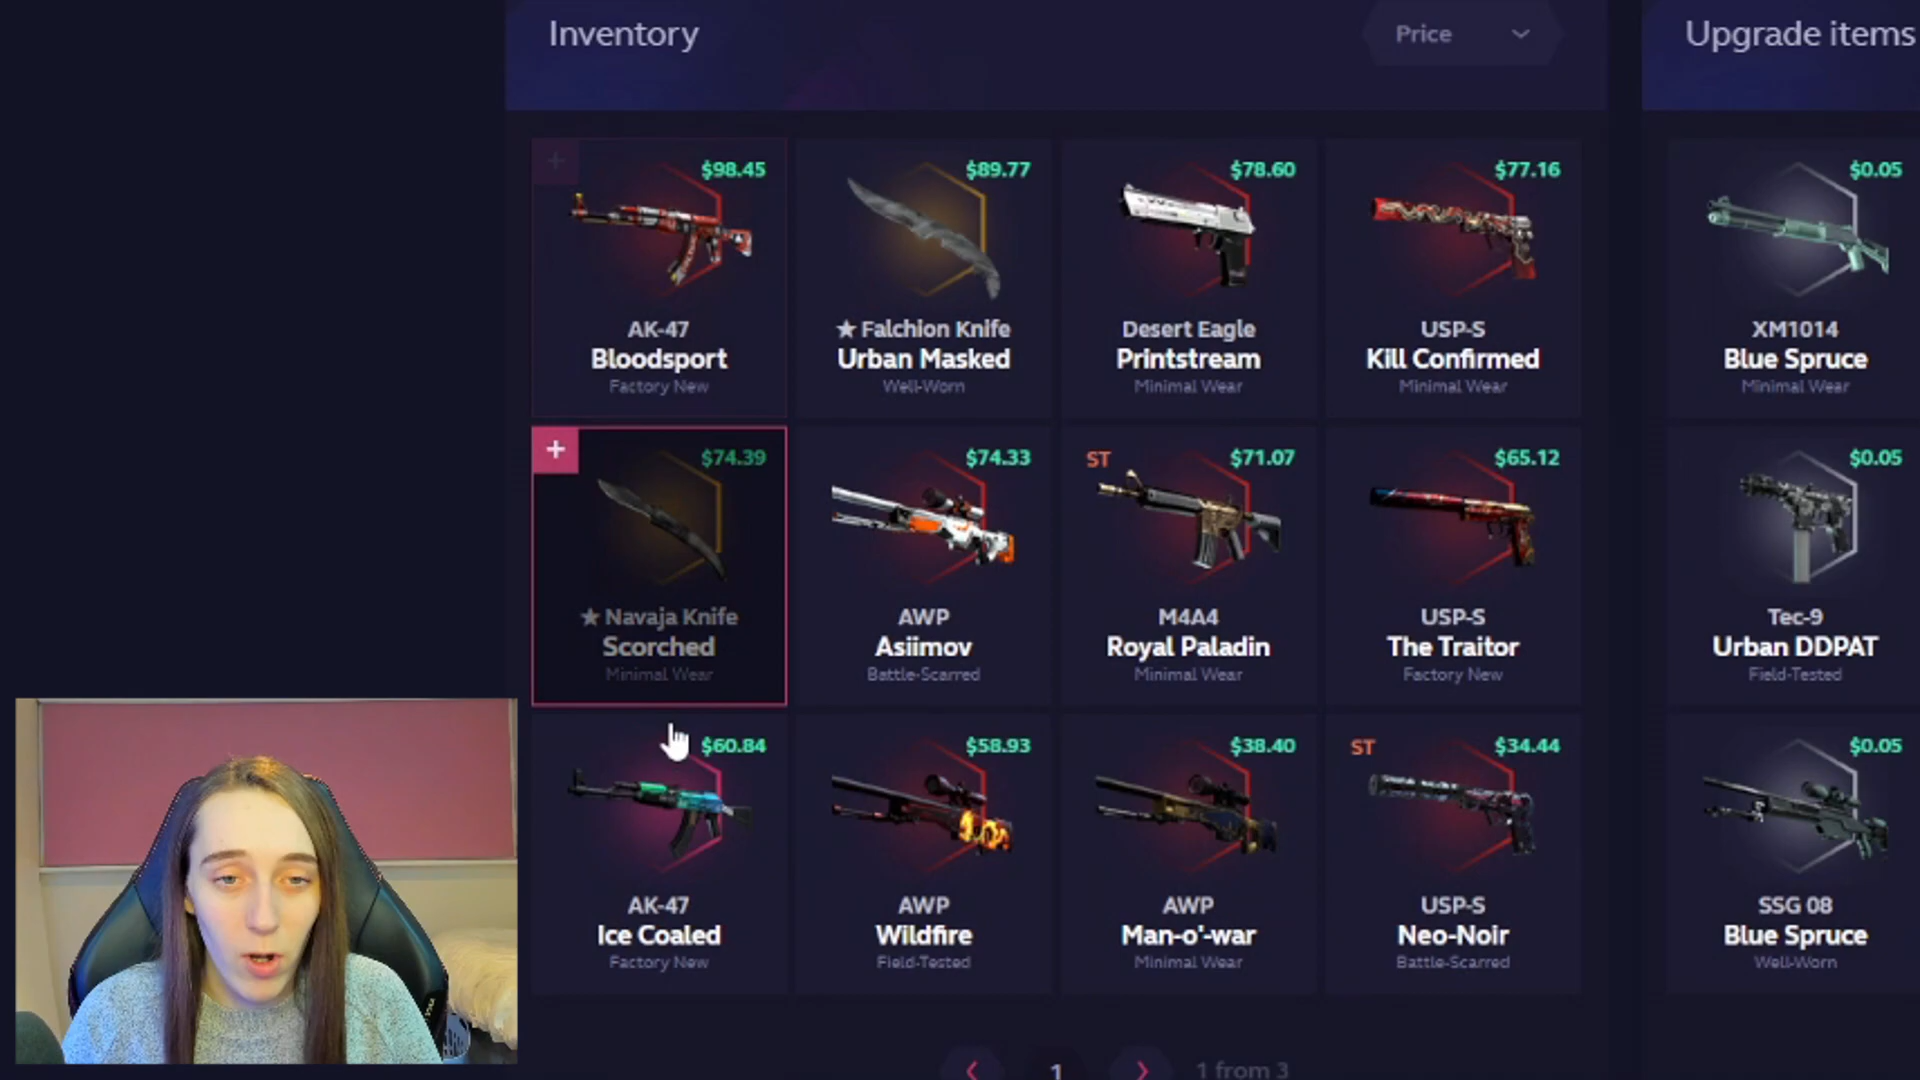 Inventory
Price
Upgrade items
$98.45
AK-47
Bloodsport
Factory New
$89.77
★ Falchion Knife
Urban Masked
Well-Worn
$78.60
Desert Eagle
Printstream
Minimal Wear
$77.16
USP-S
Kill Confirmed
Minimal Wear
$0.05
XM1014
Blue Spruce
Minimal Wear
+
$74.39
★ Navaja Knife
Scorched
Minimal Wear
$74.33
AWP
Asiimov
Battle-Scarred
ST
$71.07
M4A4
Royal Paladin
Minimal Wear
$65.12
USP-S
The Traitor
Factory New
$0.05
Tec-9
Urban DDPAT
Field-Tested
$60.84
AK-47
Ice Coaled
Factory New
$58.93
AWP
Wildfire
Field-Tested
$38.40
AWP
Man-o'-war
Minimal Wear
ST
$34.44
USP-S
Neo-Noir
Battle-Scarred
$0.05
SSG 08
Blue Spruce
Well-Worn
1
1 from 3